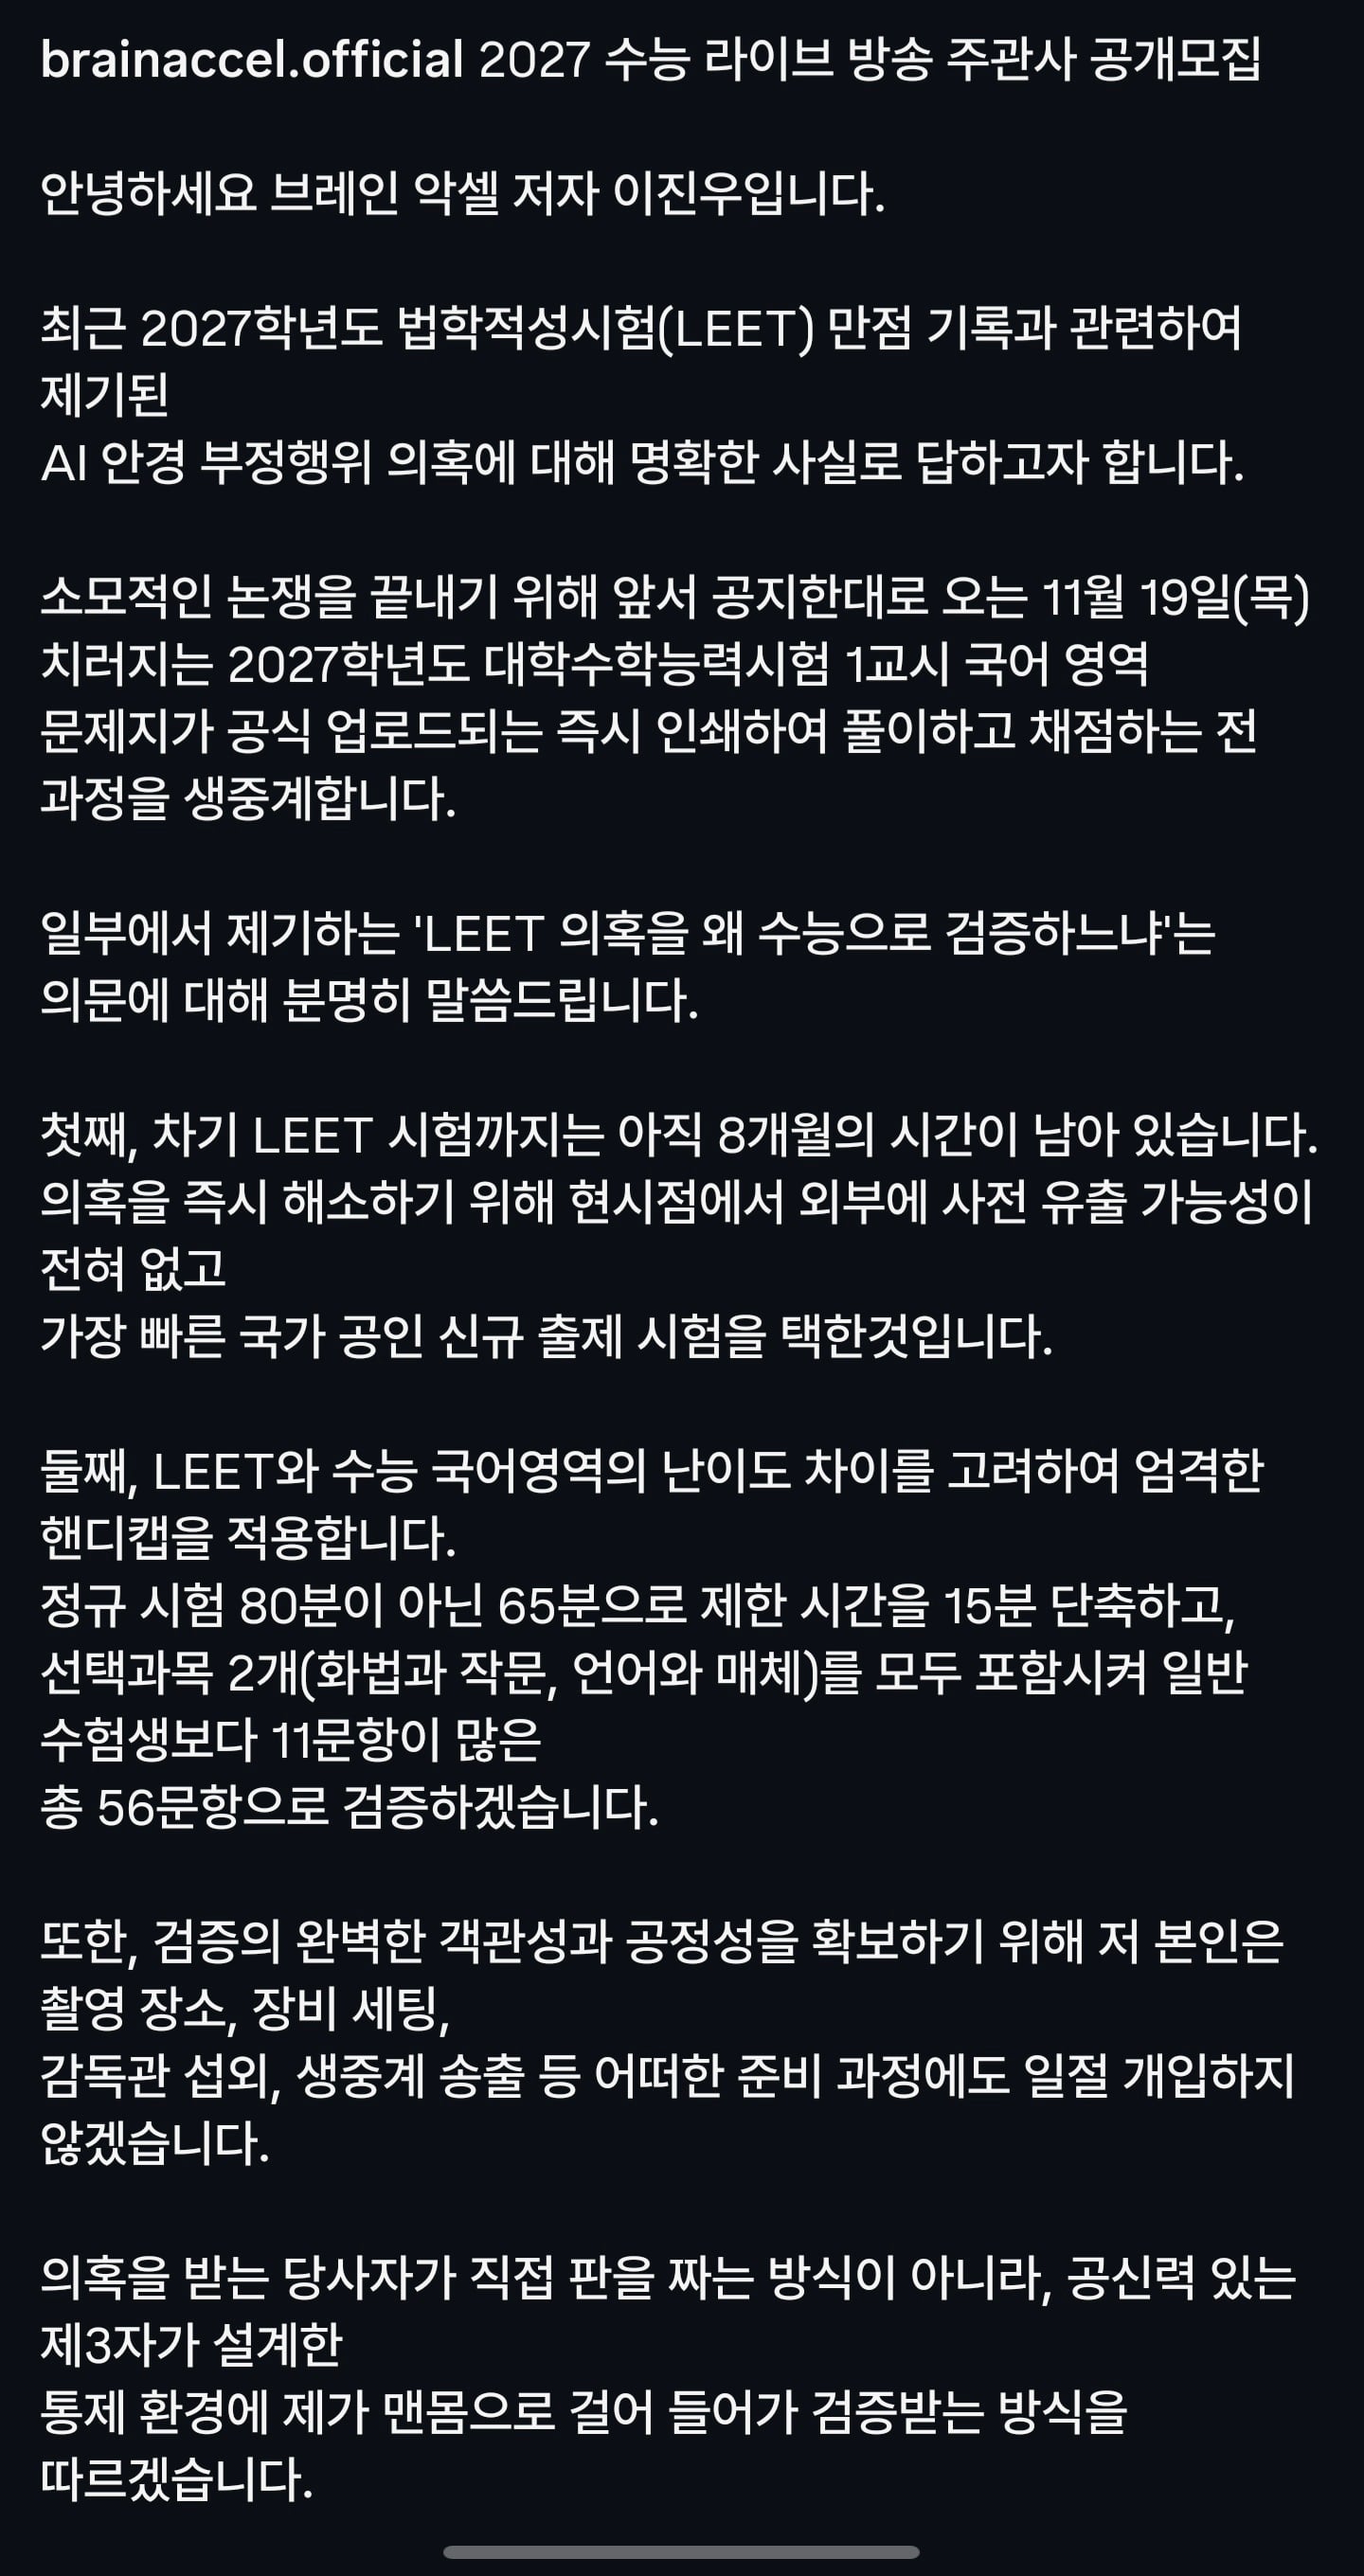 brainaccel.official 2027 수능 라이브 방송 주관사 공개모집
안녕하세요 브레인 악셀 저자 이진우입니다.
최근 2027학년도 법학적성시험(LEET) 만점 기록과 관련하여
제기된
AI 안경 부정행위 의혹에 대해 명확한 사실로 답하고자 합니다.
소모적인 논쟁을 끝내기 위해 앞서 공지한대로 오는 11월 19일(목)
치러지는 2027학년도 대학수학능력시험 1교시 국어 영역
문제지가 공식 업로드되는 즉시 인쇄하여 풀이하고 채점하는 전
과정을 생중계합니다.
일부에서 제기하는 'LEET 의혹을 왜 수능으로 검증하느냐'는
의문에 대해 분명히 말씀드립니다.
첫째, 차기 LEET 시험까지는 아직 8개월의 시간이 남아 있습니다.
의혹을 즉시 해소하기 위해 현시점에서 외부에 사전 유출 가능성이
전혀 없고
가장 빠른 국가 공인 신규 출제 시험을 택한것입니다.
둘째, LEET와 수능 국어영역의 난이도 차이를 고려하여 엄격한
핸디캡을 적용합니다.
정규 시험 80분이 아닌 65분으로 제한 시간을 15분 단축하고,
선택과목 2개(화법과 작문, 언어와 매체)를 모두 포함시켜 일반
수험생보다 11문항이 많은
총 56문항으로 검증하겠습니다.
또한, 검증의 완벽한 객관성과 공정성을 확보하기 위해 저 본인은
촬영 장소, 장비 세팅,
감독관 섭외, 생중계 송출 등 어떠한 준비 과정에도 일절 개입하지
않겠습니다.
의혹을 받는 당사자가 직접 판을 짜는 방식이 아니라, 공신력 있는
제3자가 설계한
통제 환경에 제가 맨몸으로 걸어 들어가 검증받는 방식을
따르겠습니다.